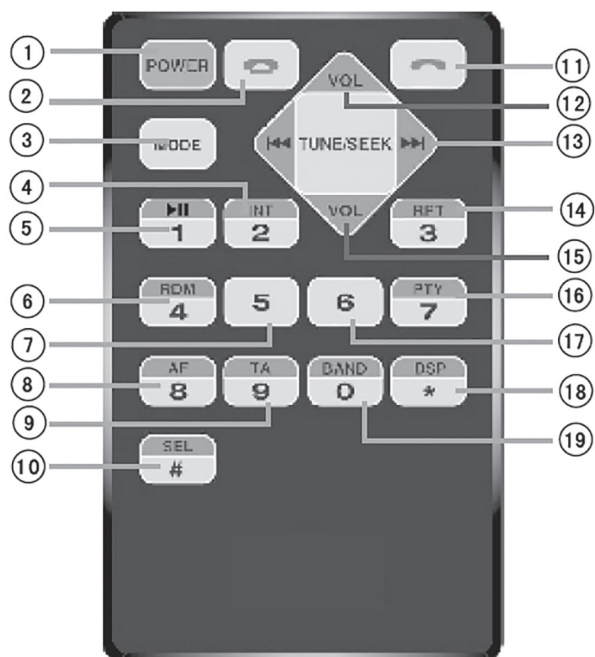 ① POWER ⑪
② VOL ⑫
③ MODE TUNE/SEEK ⑬
④ INT VOL RPT ⑭
⑤ 1 2 3 ⑮
RDM PTY ⑯
⑥ 4 5 6 7
⑦ ⑰
AF TA BAND DSP
⑧ 8 9 0 * ⑱
⑨ ⑲
SEL
⑩ #